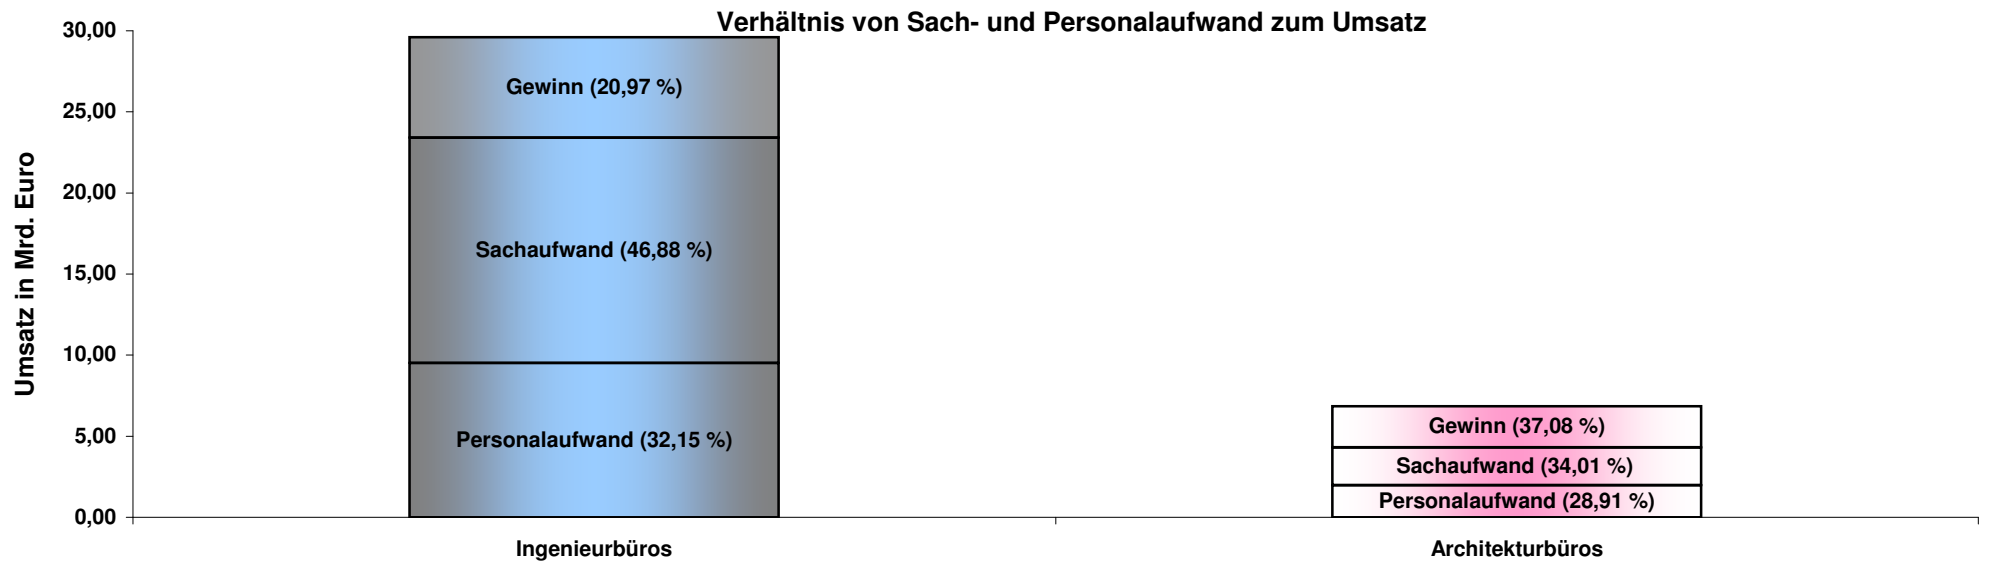 Verhältnis von Sach- und Personalaufwand zum Umsatz
Umsatz in Mrd. Euro
30,00
25,00
20,00
15,00
10,00
5,00
0,00
Gewinn (20,97 %)
Sachaufwand (46,88 %)
Personalaufwand (32,15 %)
Gewinn (37,08 %)
Sachaufwand (34,01 %)
Personalaufwand (28,91 %)
Ingenieurbüros
Architekturbüros